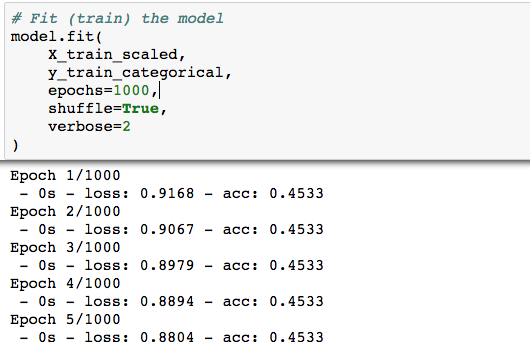 # Fit (train) the model
model.fit(
    X_train_scaled,
    y_train_categorical,
    epochs=1000,
    shuffle=True,
    verbose=2
)
Epoch 1/1000
 - 0s - loss: 0.9168 - acc: 0.4533
Epoch 2/1000
 - 0s - loss: 0.9067 - acc: 0.4533
Epoch 3/1000
 - 0s - loss: 0.8979 - acc: 0.4533
Epoch 4/1000
 - 0s - loss: 0.8894 - acc: 0.4533
Epoch 5/1000
 - 0s - loss: 0.8804 - acc: 0.4533